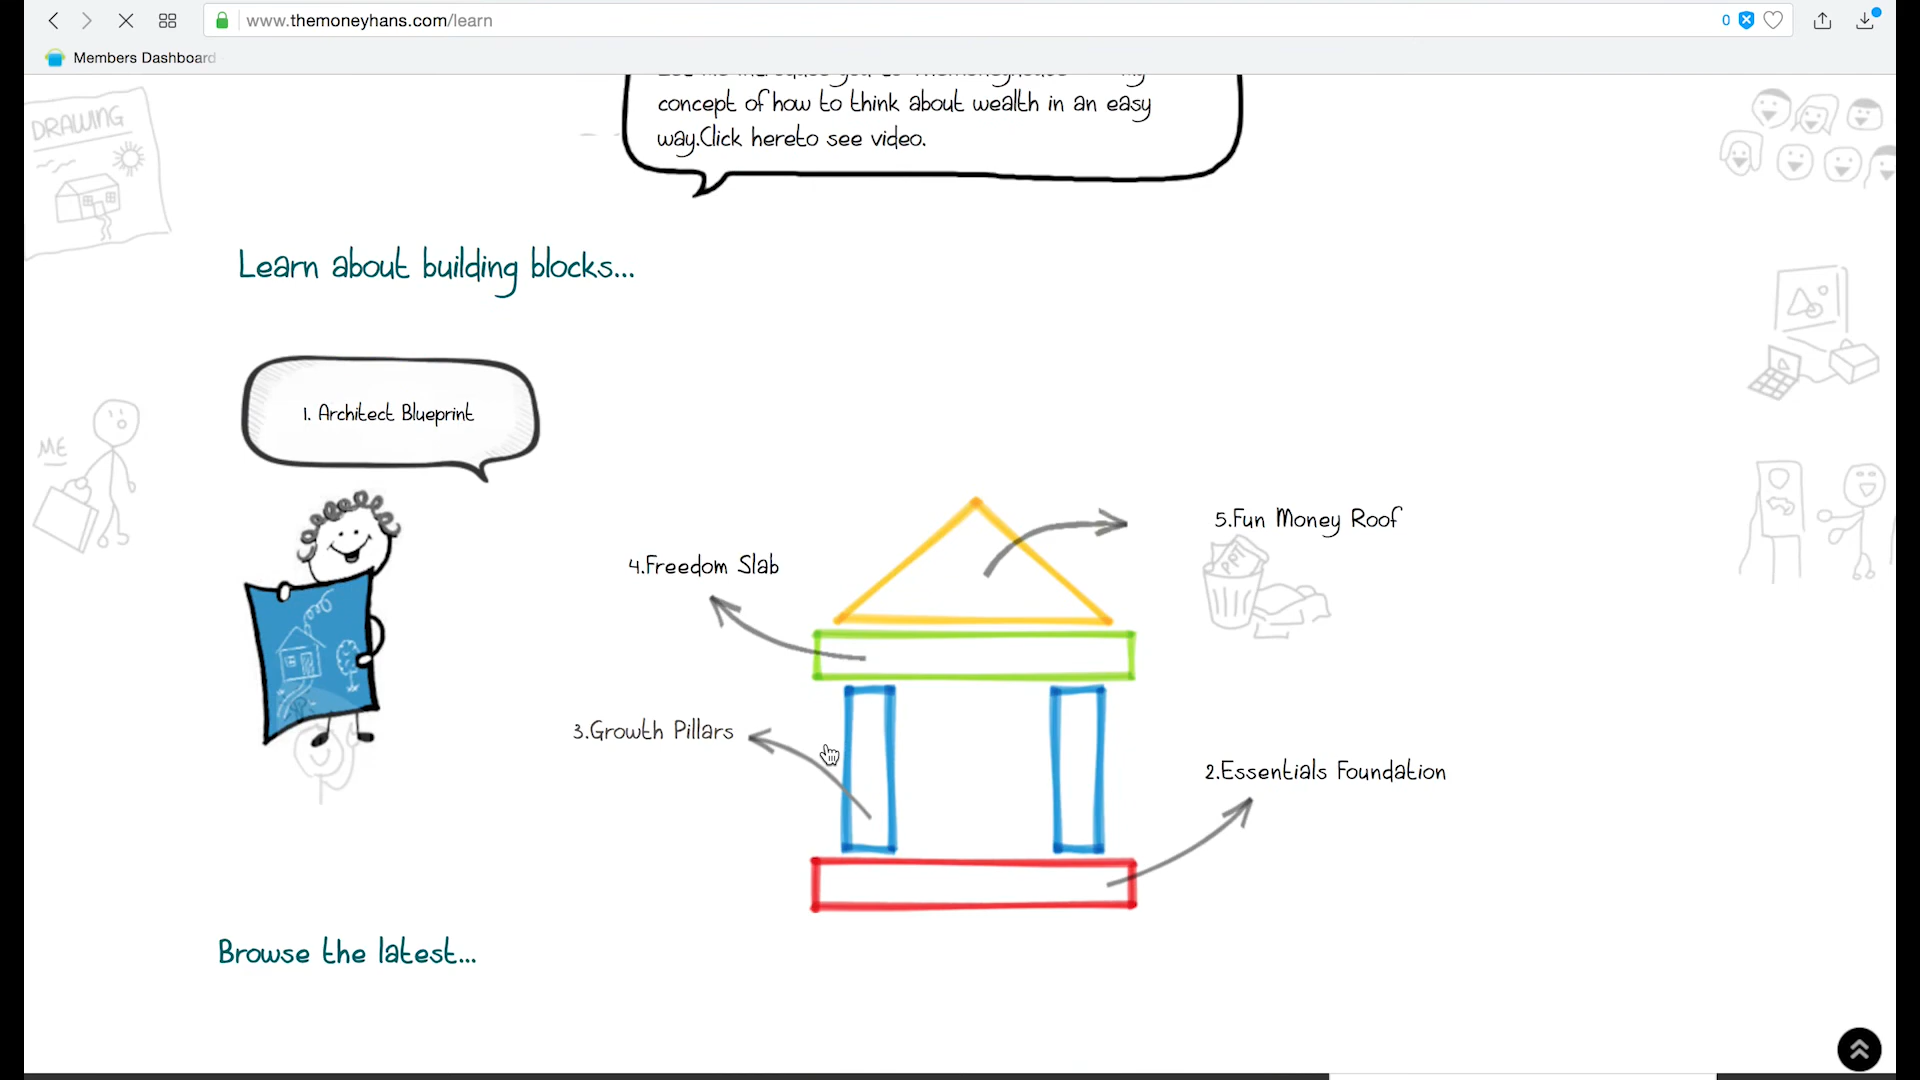 www.themoneyhans.com/learn
0
Members Dashboard
concept of how to think about wealth in an easy
way.Click hereto see video.
DRAWING
Learn about building blocks...
1. Architect Blueprint
ME
5.Fun Money Roof
4.Freedom Slab
3.Growth Pillars
2.Essentials Foundation
Browse the latest...